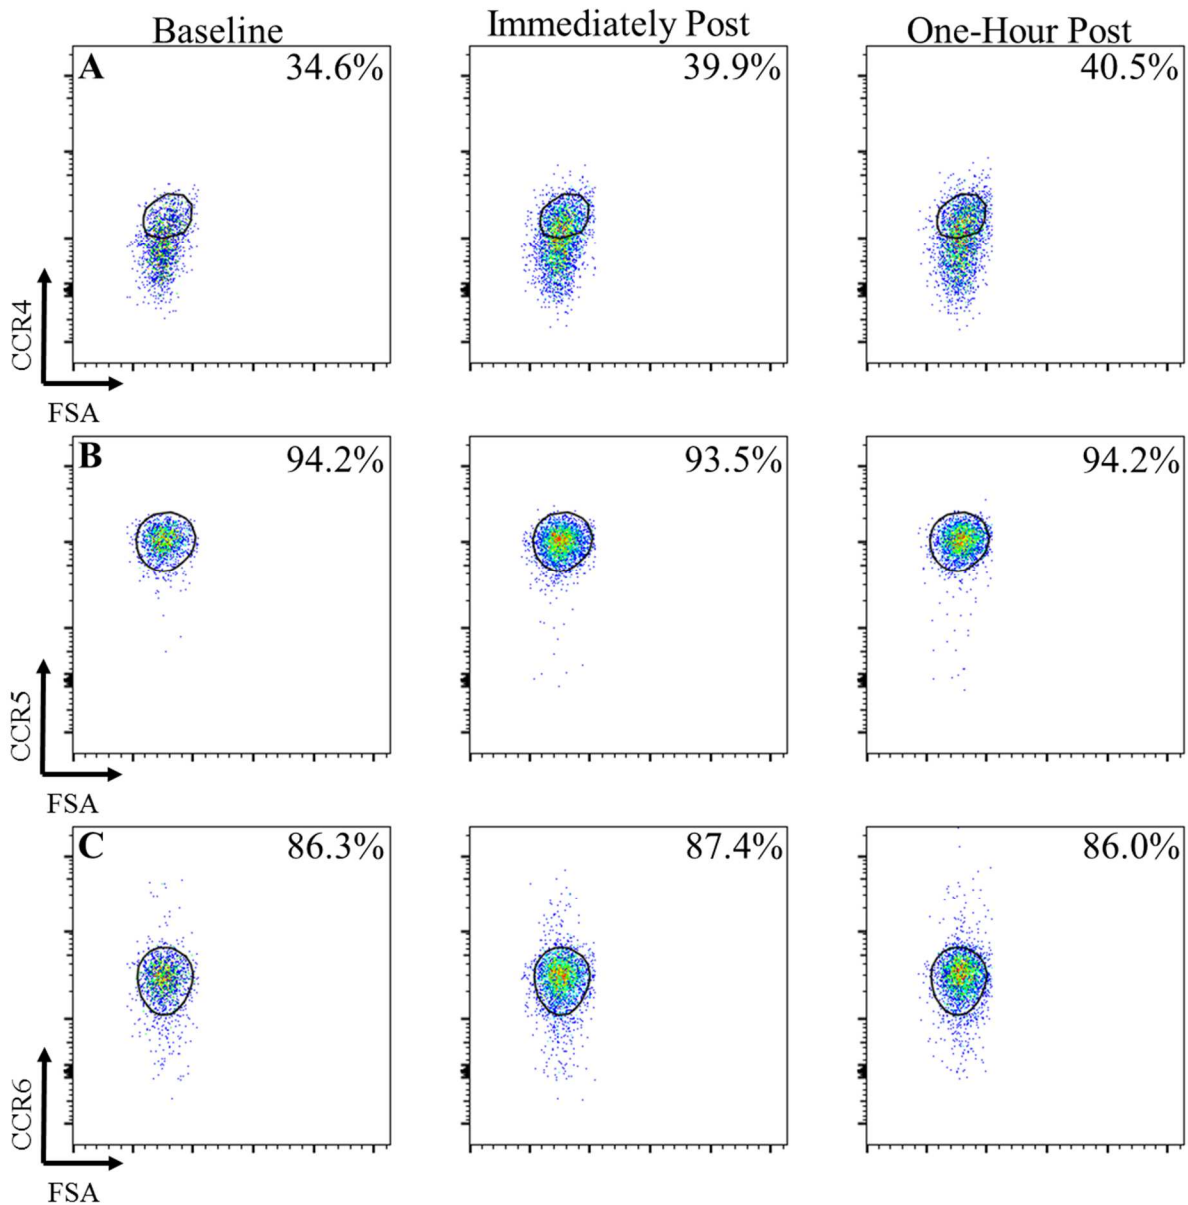 Baseline Immediately Post One-Hour Post
A 34.6% 39.9% 40.5%
CCR4
FSA
B 94.2% 93.5% 94.2%
CCR5
FSA
C 86.3% 87.4% 86.0%
CCR6
FSA